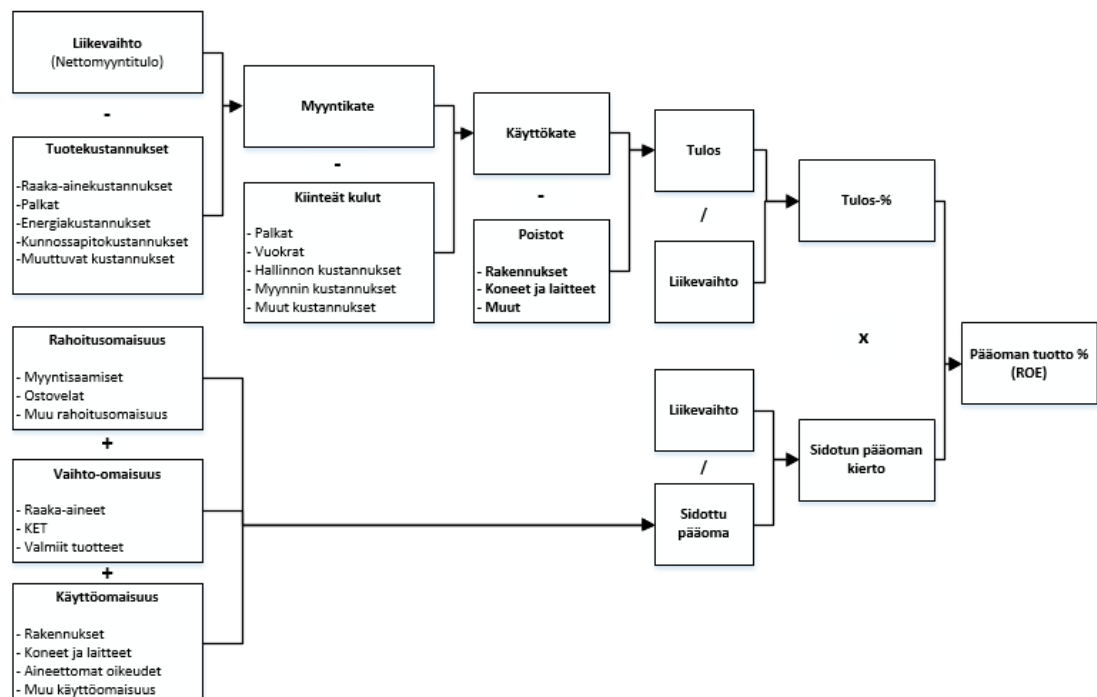 Liikevaihto
(Nettomyyntitulo)
-
Tuotekustannukset
-Raaka-ainekustannukset
-Palkat
-Energiakustannukset
-Kunnossapitokustannukset
-Muuttuvat kustannukset
Myyntikate
-
Kiinteät kulut
- Palkat
- Vuokrat
- Hallinnon kustannukset
- Myynnin kustannukset
- Muut kustannukset
Käyttökate
-
Poistot
- Rakennukset
- Koneet ja laitteet
- Muut
Tulos
/
Liikevaihto
Tulos-%
x
Pääoman tuotto %
(ROE)
Rahoitusomaisuus
- Myyntisaamiset
- Ostovelat
- Muu rahoitusomaisuus
+
Vaihto-omaisuus
- Raaka-aineet
- KET
- Valmiit tuotteet
+
Käyttöomaisuus
- Rakennukset
- Koneet ja laitteet
- Aineettomat oikeudet
- Muu käyttöomaisuus
Liikevaihto
/
Sidottu
pääoma
Sidotun pääoman
kierto